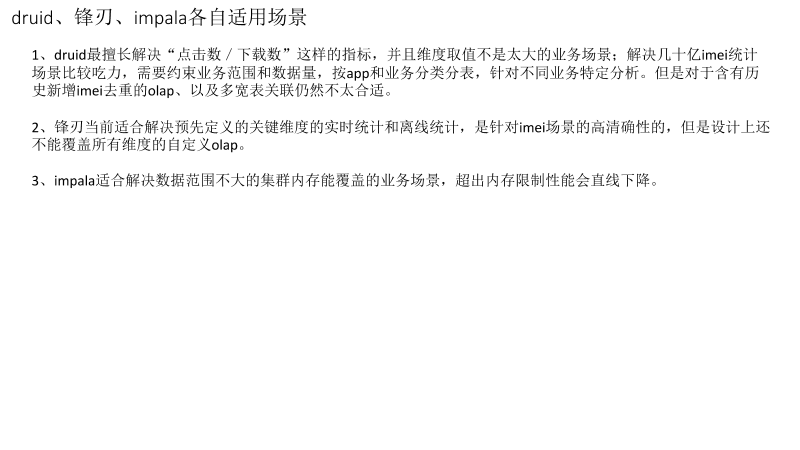 druid、锋刃、impala各自适用场景
1、druid最擅长解决“点击数/下载数”这样的指标，并且维度取值不是太大的业务场景；解决几十亿imei统计
场景比较吃力，需要约束业务范围和数据量，按app和业务分类分表，针对不同业务特定分析。但是对于含有历
史新增imei去重的olap、以及多宽表关联仍然不太合适。
2、锋刃当前适合解决预先定义的关键维度的实时统计和离线统计，是针对imei场景的高清确性的，但是设计上还
不能覆盖所有维度的自定义olap。
3、impala适合解决数据范围不大的集群内存能覆盖的业务场景，超出内存限制性能会直线下降。